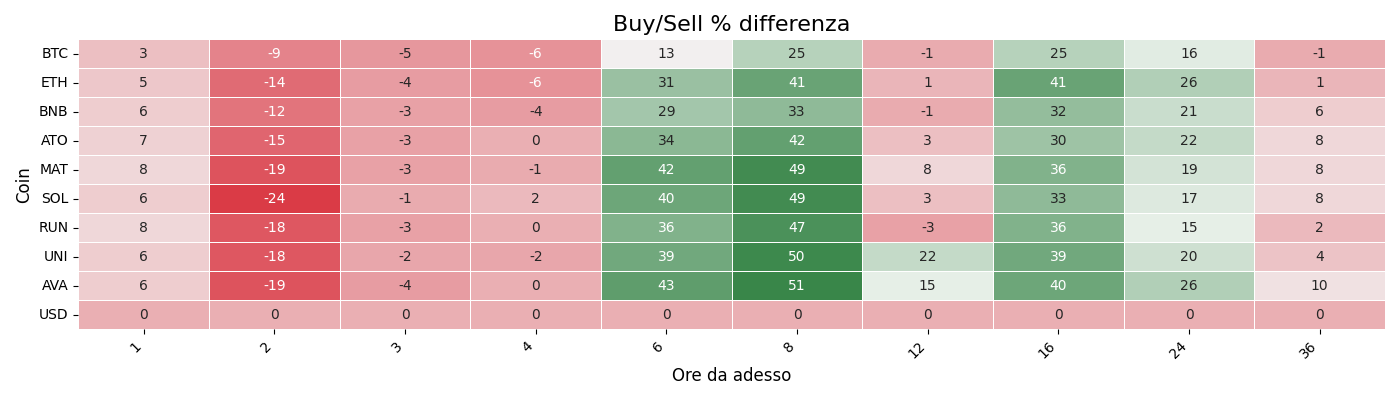 Buy/Sell % differenza
BTC 3 -9 -5 -6 13 25 -1 25 16 -1
ETH 5 -14 -4 -6 31 41 1 41 26 1
BNB 6 -12 -3 -4 29 33 -1 32 21 6
ATO 7 -15 -3 0 34 42 3 30 22 8
MAT 8 -19 -3 -1 42 49 8 36 19 8
SOL 6 -24 -1 2 40 49 3 33 17 8
RUN 8 -18 -3 0 36 47 -3 36 15 2
UNI 6 -18 -2 -2 39 50 22 39 20 4
AVA 6 -19 -4 0 43 51 15 40 26 10
USD 0 0 0 0 0 0 0 0 0 0
Coin
1 2 3 4 6 8 12 16 24 36
Ore da adesso